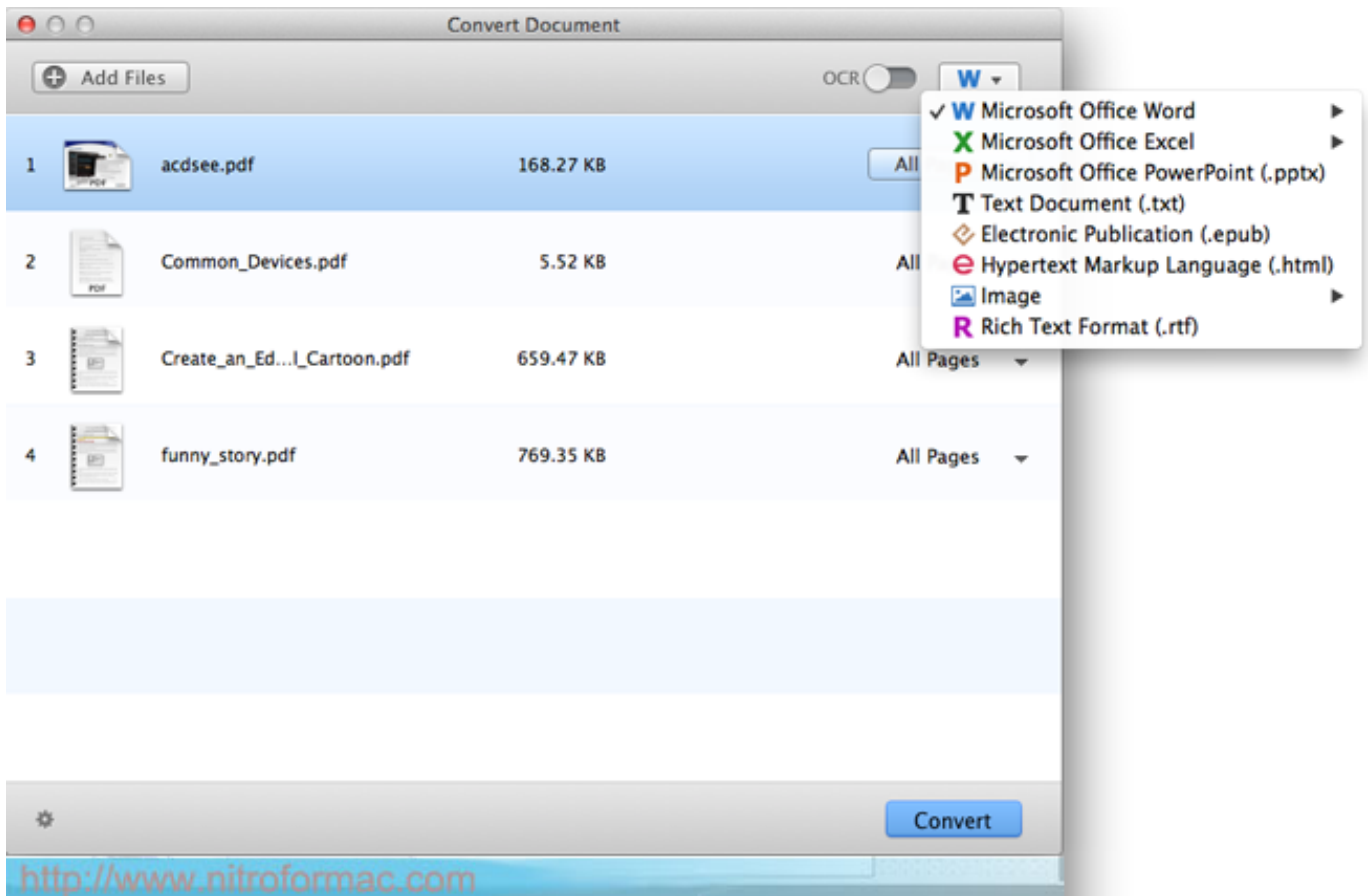 Convert Document
Add Files
OCR
W
✓ W Microsoft Office Word
X Microsoft Office Excel
P Microsoft Office PowerPoint (.pptx)
T Text Document (.txt)
Electronic Publication (.epub)
e Hypertext Markup Language (.html)
Image
R Rich Text Format (.rtf)
1 PDF acdsee.pdf 168.27 KB All
2 PDF Common_Devices.pdf 5.52 KB All
3 Create_an_Ed...l_Cartoon.pdf 659.47 KB All Pages
4 funny_story.pdf 769.35 KB All Pages
Convert
http://www.nitroformac.com